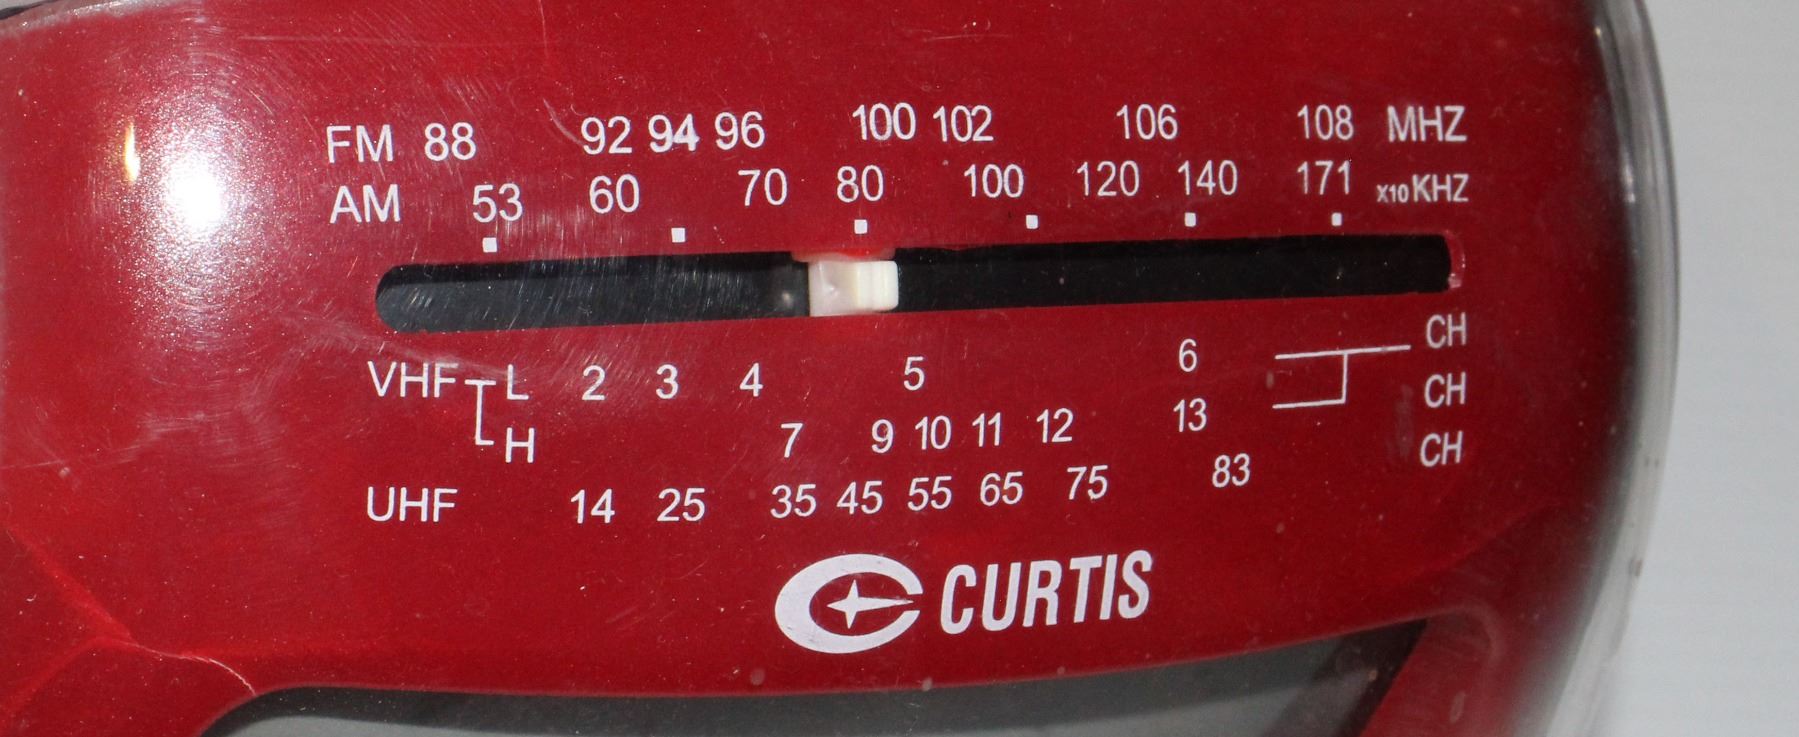 FM 88 92 94 96 100 102 106 108 MHZ
AM 53 60 70 80 100 120 140 171 x10 KHZ
VHF L 2 3 4 5 6 CH
H 7 9 10 11 12 13 CH
UHF 14 25 35 45 55 65 75 83 CH
CURTIS